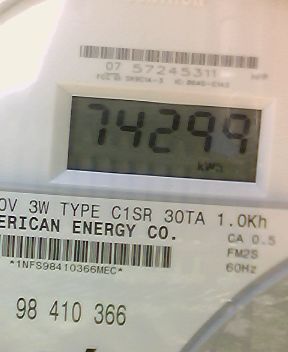 07 57245311
74299
kWh
0V 3W TYPE C1SR 30TA 1.0Kh
ERICAN ENERGY CO. CA 0.5
FM2S
*1NFS98410366MEC* 60Hz
98 410 366